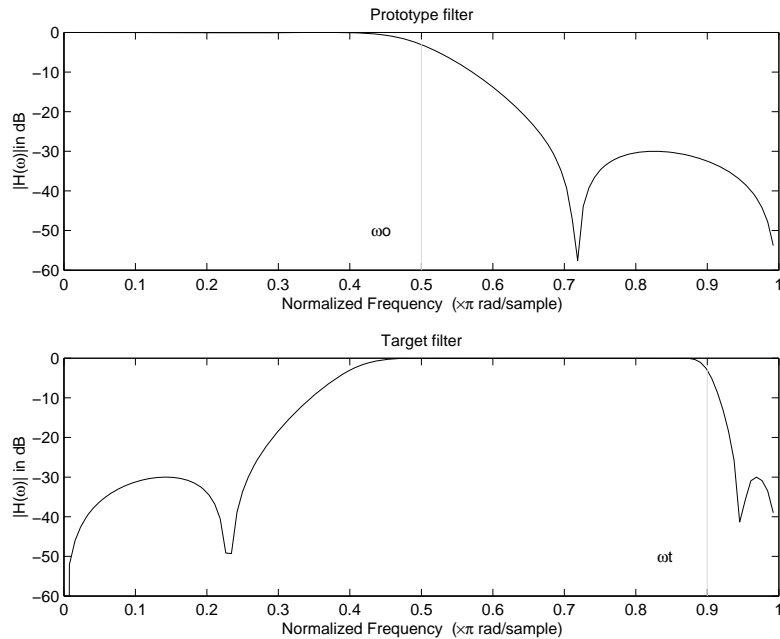 Prototype filter
0
−10
−20
−30
−40
−50
−60
|H(ω)|in dB
ωo
0 0.1 0.2 0.3 0.4 0.5 0.6 0.7 0.8 0.9 1
Normalized Frequency (×π rad/sample)
Target filter
0
−10
−20
−30
−40
−50
−60
|H(ω)| in dB
ωt
0 0.1 0.2 0.3 0.4 0.5 0.6 0.7 0.8 0.9 1
Normalized Frequency (×π rad/sample)